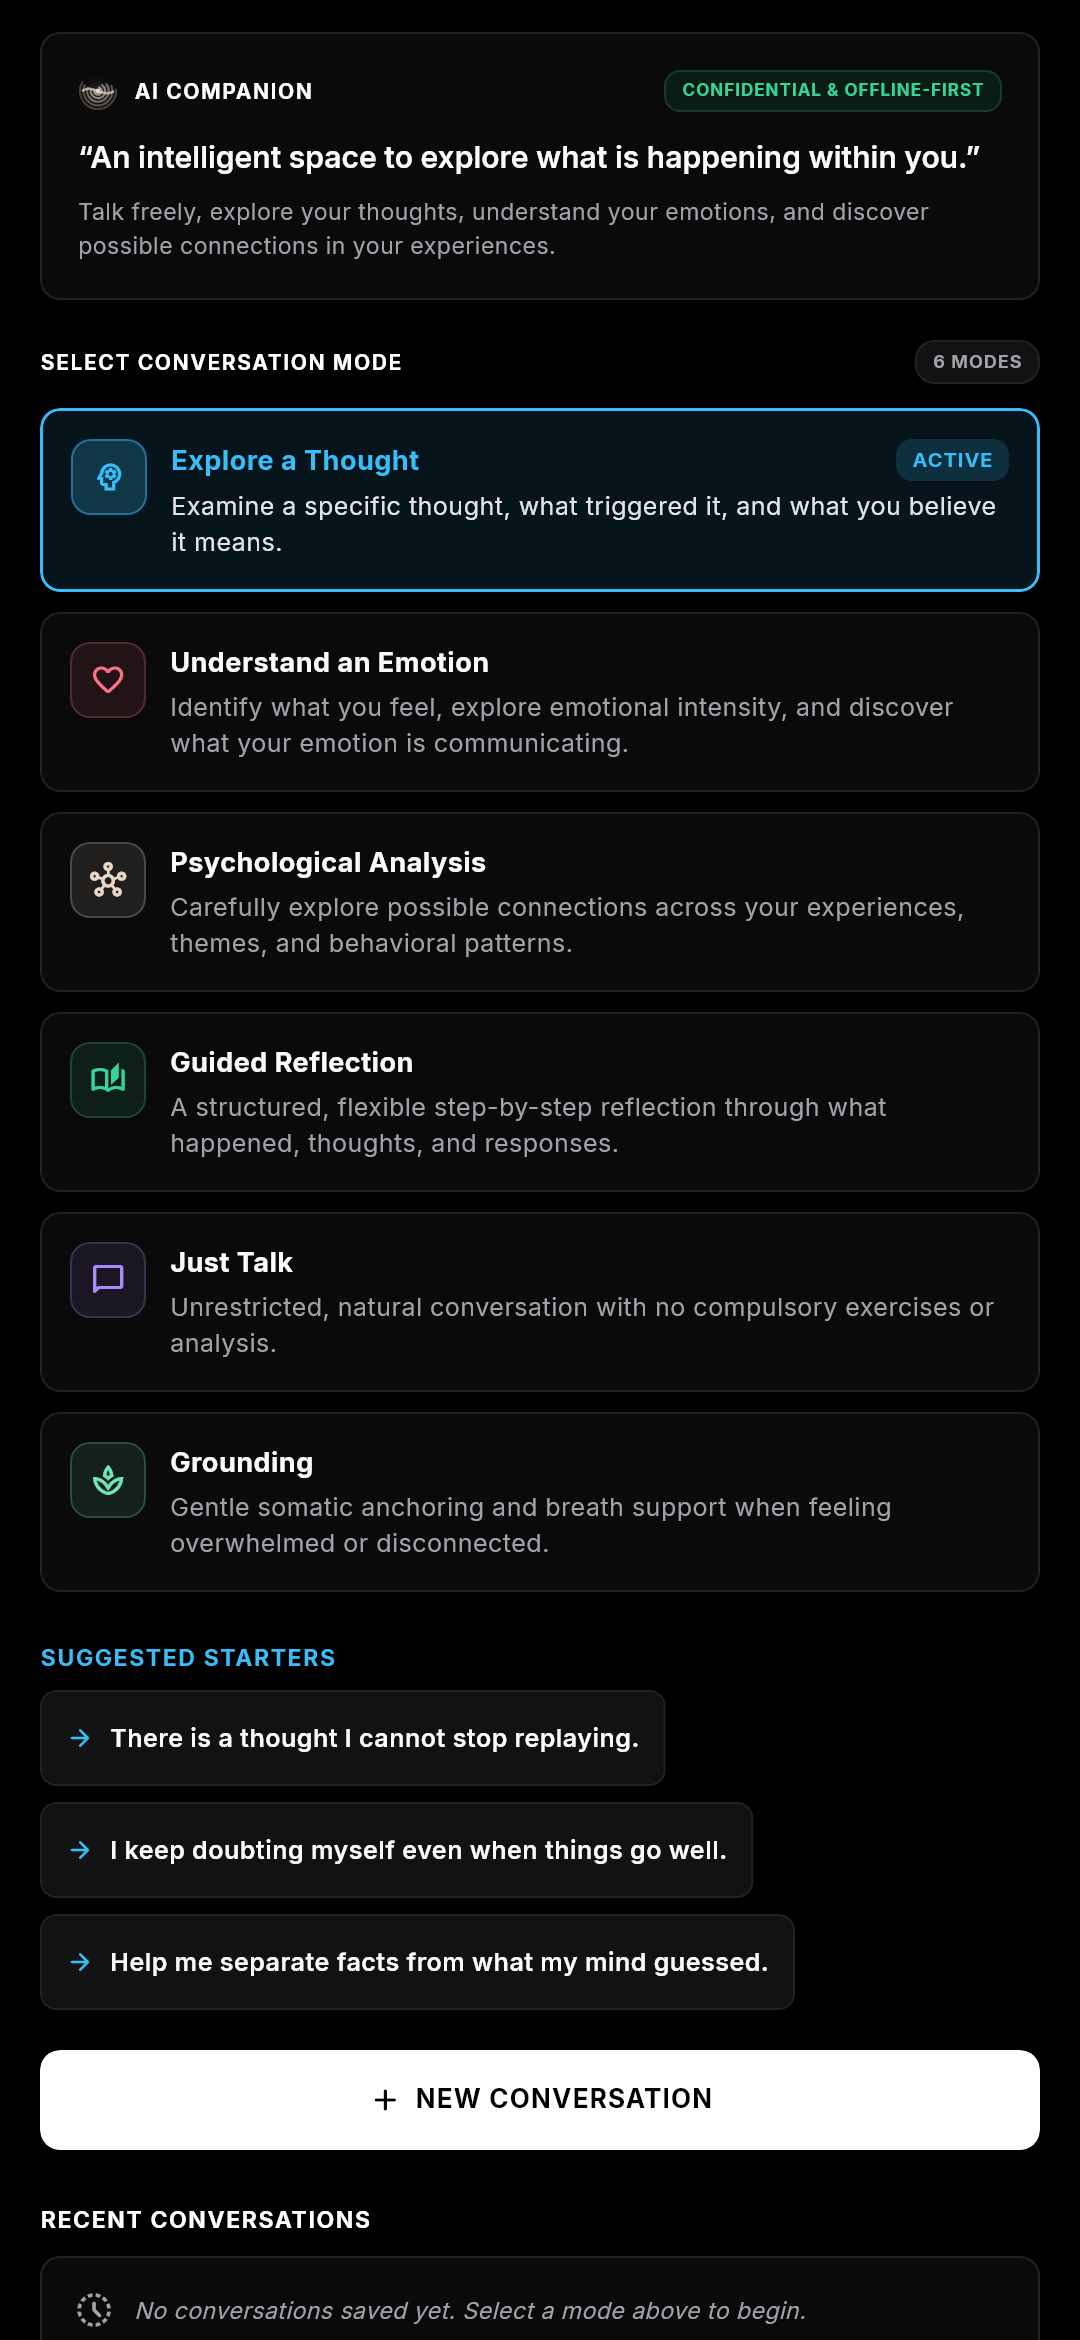 AI COMPANION
CONFIDENTIAL & OFFLINE-FIRST
“An intelligent space to explore what is happening within you.”
Talk freely, explore your thoughts, understand your emotions, and discover
possible connections in your experiences.
SELECT CONVERSATION MODE
6 MODES
Explore a Thought
ACTIVE
Examine a specific thought, what triggered it, and what you believe
it means.
Understand an Emotion
Identify what you feel, explore emotional intensity, and discover
what your emotion is communicating.
Psychological Analysis
Carefully explore possible connections across your experiences,
themes, and behavioral patterns.
Guided Reflection
A structured, flexible step-by-step reflection through what
happened, thoughts, and responses.
Just Talk
Unrestricted, natural conversation with no compulsory exercises or
analysis.
Grounding
Gentle somatic anchoring and breath support when feeling
overwhelmed or disconnected.
SUGGESTED STARTERS
There is a thought I cannot stop replaying.
I keep doubting myself even when things go well.
Help me separate facts from what my mind guessed.
NEW CONVERSATION
RECENT CONVERSATIONS
No conversations saved yet. Select a mode above to begin.